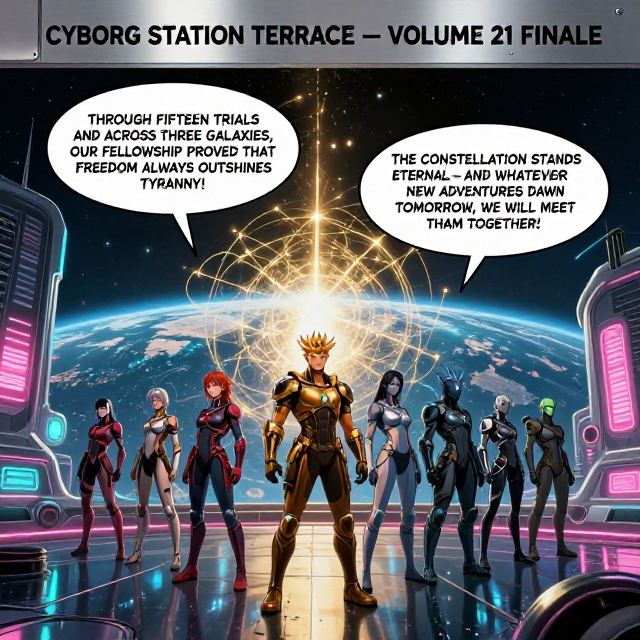 CYBORG STATION TERRACE — VOLUME 21 FINALE
THROUGH FIFTEEN TRIALS
AND ACROSS THREE GALAXIES,
OUR FELLOWSHIP PROVED THAT
FREEDOM ALWAYS OUTSHINES
TYRANNY!
THE CONSTELLATION STANDS
ETERNAL – AND WHATEVER
NEW ADVENTURES DAWN
TOMORROW, WE WILL MEET
THAM TOGETHER!